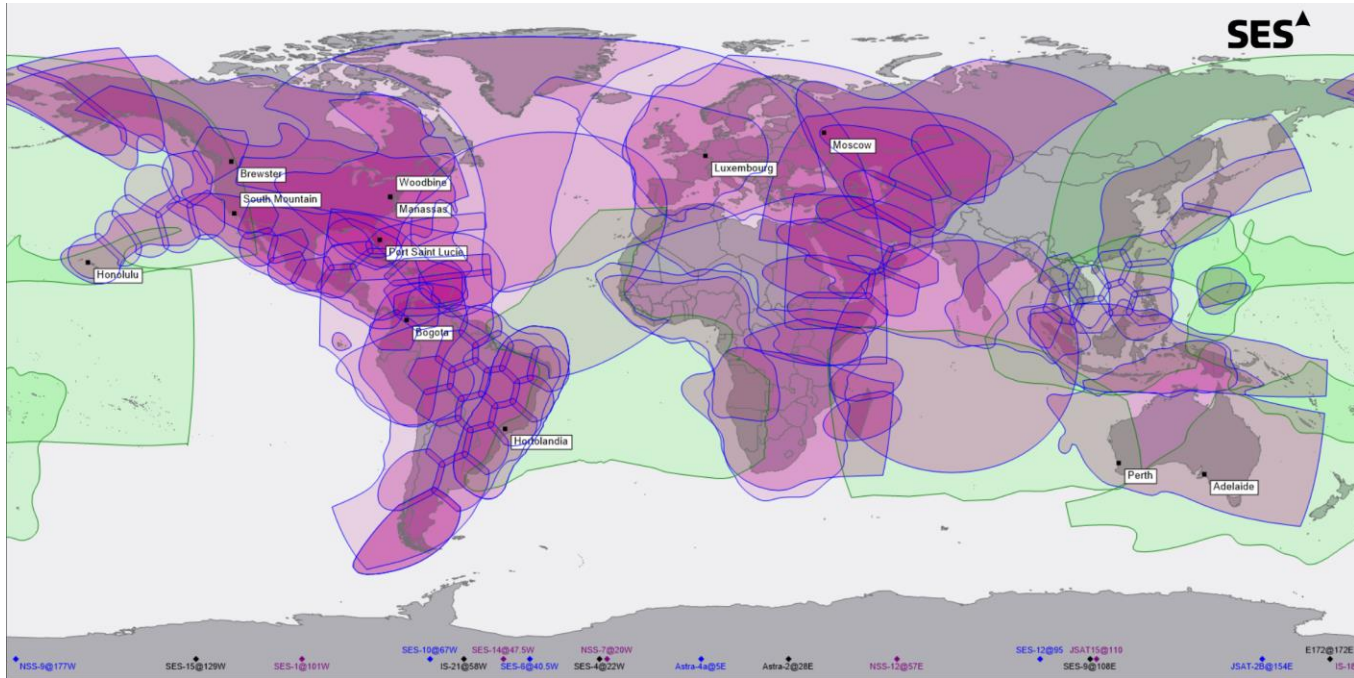 SES
Moscow
Luxembourg
Brewster
Woodbine
South Mountain
Manassas
Port Saint Lucie
Honolulu
Bogota
Hortolandia
Perth
Adelaide
SES-10@67W
SES-14@47.5W
NSS-7@20W
SES-12@95
JSAT15@110
E172@172E
NSS-9@177W
SES-15@129W
SES-1@101W
IS-21@58W
SES-6@40.5W
SES-4@22W
Astra-4a@5E
Astra-2@28E
NSS-12@57E
SES-9@108E
JSAT-2B@154E
IS-18